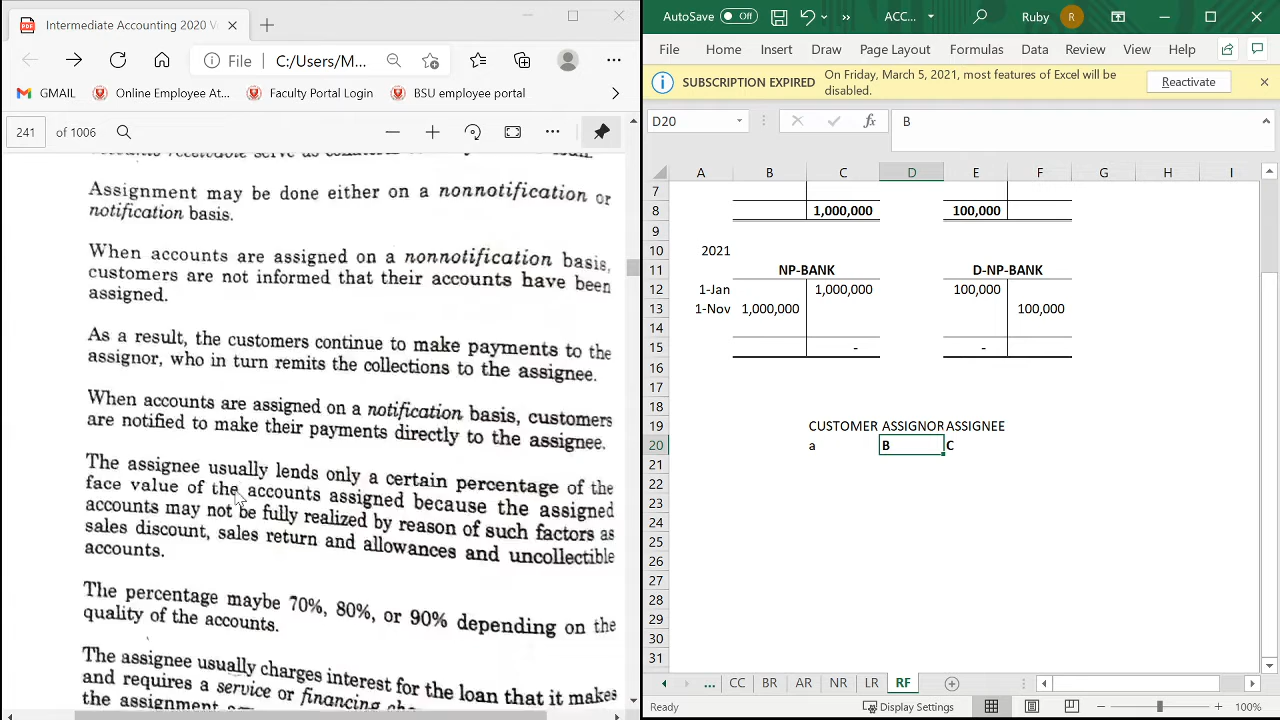 Intermediate Accounting 2020 V
File
C:/Users/M...
GMAIL
Online Employee At...
Faculty Portal Login
BSU employee portal
241
of 1006
Assignment may be done either on a nonnotification or
notification basis.
When accounts are assigned on a nonnotification basis,
customers are not informed that their accounts have been
assigned.
As a result, the customers continue to make payments to the
assignor, who in turn remits the collections to the assignee.
When accounts are assigned on a notification basis, customers
are notified to make their payments directly to the assignee.
The assignee usually lends only a certain percentage of the
face value of the accounts assigned because the assigned
accounts may not be fully realized by reason of such factors as
sales discount, sales return and allowances and uncollectible
accounts.
The percentage maybe 70%, 80%, or 90% depending on the
quality of the accounts.
The assignee usually charges interest for the loan that it makes
and requires a service or financing
the assignment
AutoSave Off
ACC...
Ruby R
File Home Insert Draw Page Layout Formulas Data Review View Help
SUBSCRIPTION EXPIRED
On Friday, March 5, 2021, most features of Excel will be
disabled.
Reactivate
D20
fx
B
A B C D E F G H I
7
8 1,000,000 100,000
9
10 2021
11 NP-BANK D-NP-BANK
12 1-Jan 1,000,000 100,000
13 1-Nov 1,000,000 100,000
14
15 - -
16
17
18
19 CUSTOMER ASSIGNOR ASSIGNEE
20 a B C
21
22
23
24
25
26
27
28
29
30
31
... CC BR AR NR LR RF
Ready
Display Settings
100%